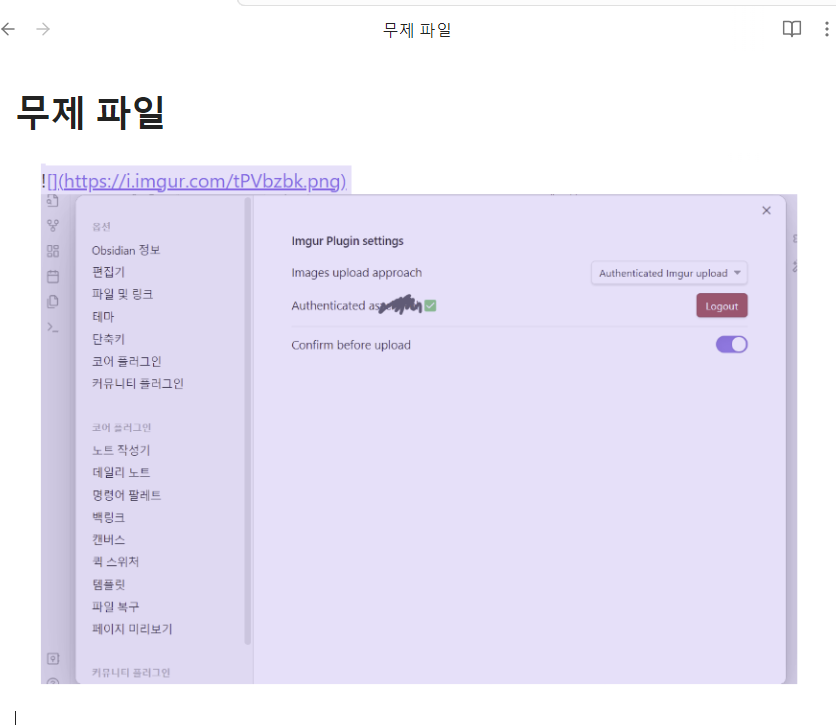 무제 파일
무제 파일
![](https://i.imgur.com/tPVbzbk.png)
옵션
Obsidian 정보
편집기
파일 및 링크
테마
단축키
코어 플러그인
커뮤니티 플러그인
코어 플러그인
노트 작성기
데일리 노트
명령어 팔레트
백링크
캔버스
퀵 스위처
템플릿
파일 복구
페이지 미리보기
커뮤니티 플러그인
Imgur Plugin settings
Images upload approach
Authenticated Imgur upload
Authenticated as
Logout
Confirm before upload